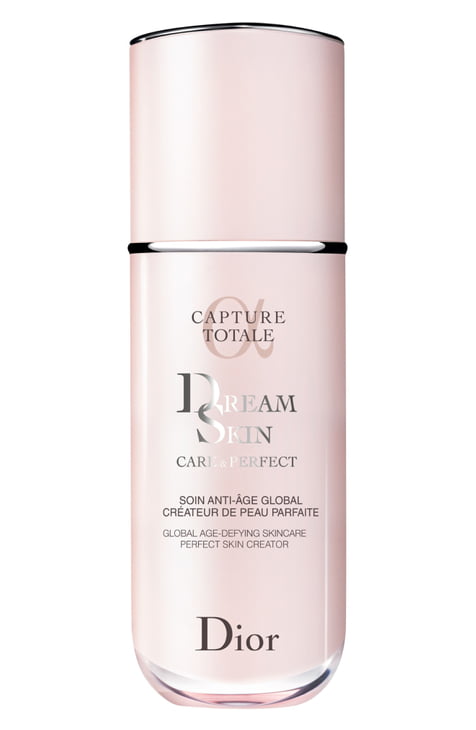 CAPTURE
TOTALE
DREAM
SKIN
CARE & PERFECT
SOIN ANTI-ÂGE GLOBAL
CRÉATEUR DE PEAU PARFAITE
GLOBAL AGE-DEFYING SKINCARE
PERFECT SKIN CREATOR
Dior